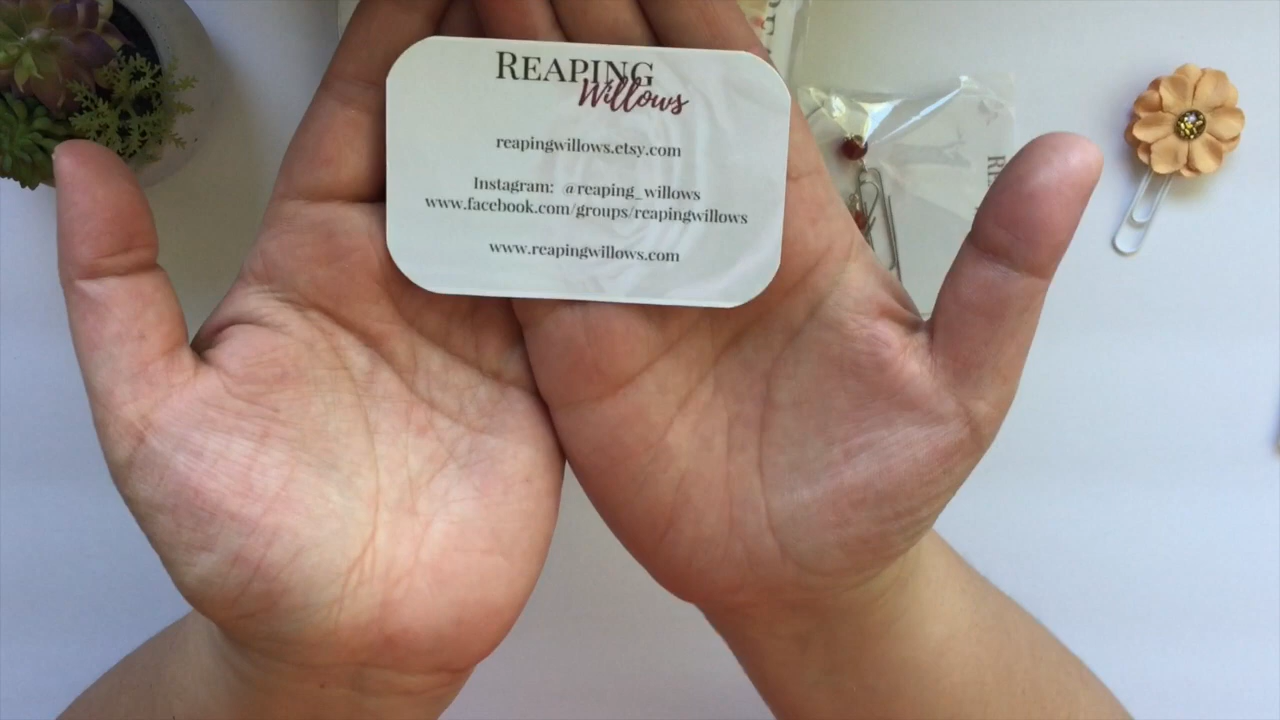 REAPING
Willows
reapingwillows.etsy.com
Instagram: @reaping_willows
www.facebook.com/groups/reapingwillows
www.reapingwillows.com